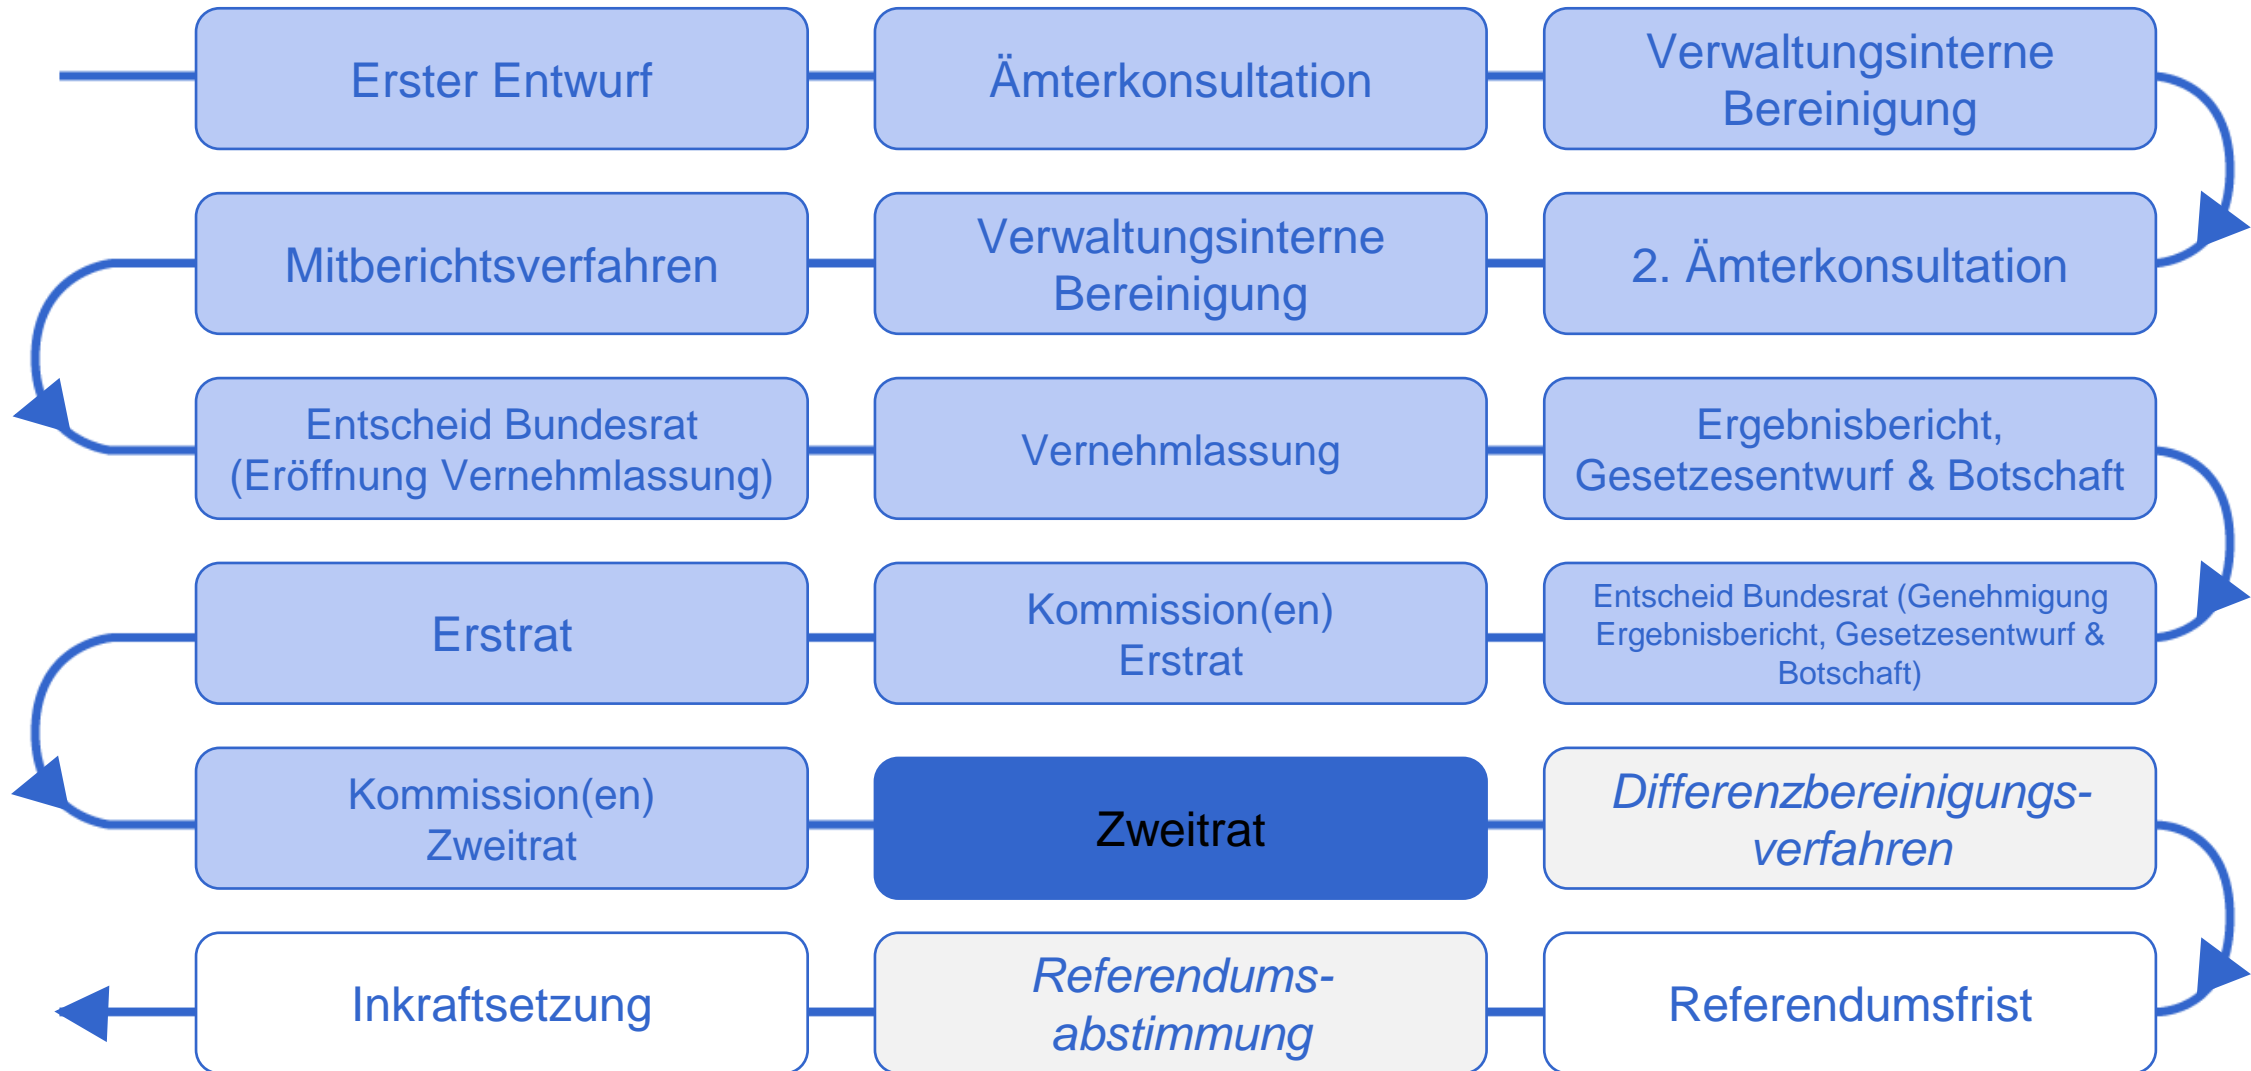 Erster Entwurf
Ämterkonsultation
Verwaltungsinterne
Bereinigung
Mitberichtsverfahren
Verwaltungsinterne
Bereinigung
2. Ämterkonsultation
Entscheid Bundesrat
(Eröffnung Vernehmlassung)
Vernehmlassung
Ergebnisbericht,
Gesetzesentwurf & Botschaft
Erstrat
Kommission(en)
Erstrat
Entscheid Bundesrat (Genehmigung
Ergebnisbericht, Gesetzesentwurf &
Botschaft)
Kommission(en)
Zweitrat
Zweitrat
Differenzbereinigungs-
verfahren
Inkraftsetzung
Referendums-
abstimmung
Referendumsfrist